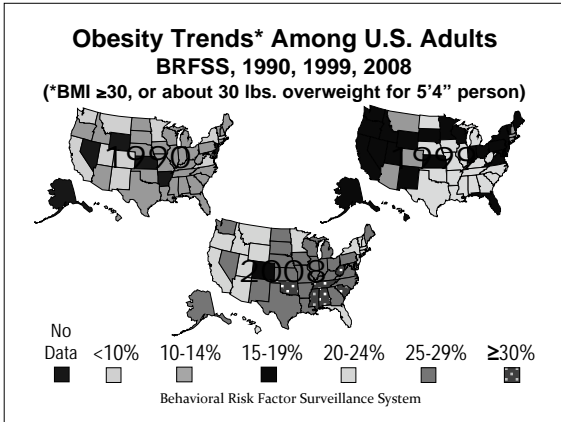 Obesity Trends* Among U.S. Adults
BRFSS, 1990, 1999, 2008
(*BMI ≥30, or about 30 lbs. overweight for 5'4” person)
1990
1999
2008
No
Data <10% 10-14% 15-19% 20-24% 25-29% ≥30%
Behavioral Risk Factor Surveillance System